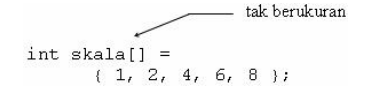 tak berukuran
int skala[] =
{ 1, 2, 4, 6, 8 };